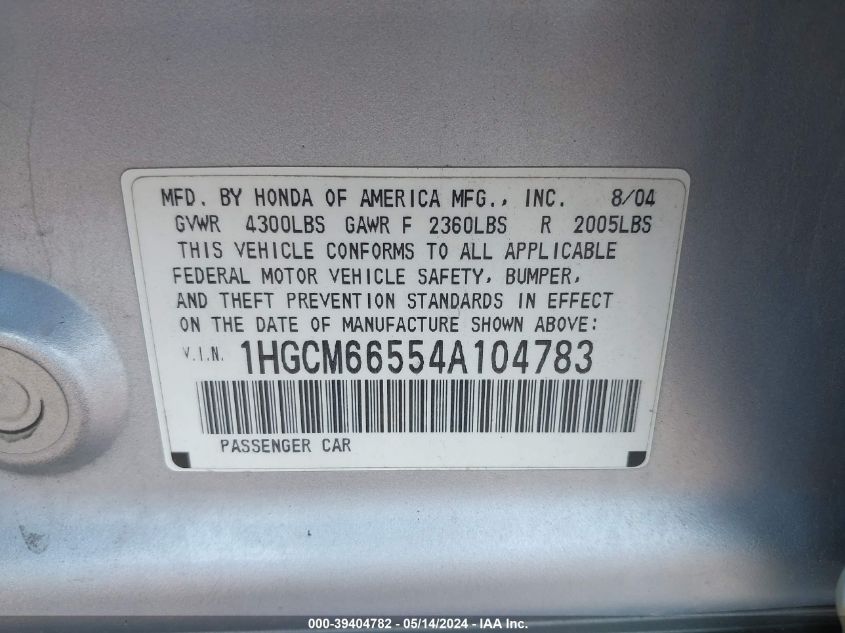 MFD. BY HONDA OF AMERICA MFG., INC. 8/04
GVWR 4300LBS GAWR F 2360LBS R 2005LBS
THIS VEHICLE CONFORMS TO ALL APPLICABLE
FEDERAL MOTOR VEHICLE SAFETY, BUMPER,
AND THEFT PREVENTION STANDARDS IN EFFECT
ON THE DATE OF MANUFACTURE SHOWN ABOVE:
V.I.N. 1HGCM66554A104783
PASSENGER CAR
000-39404782 - 05/14/2024 - IAA Inc.